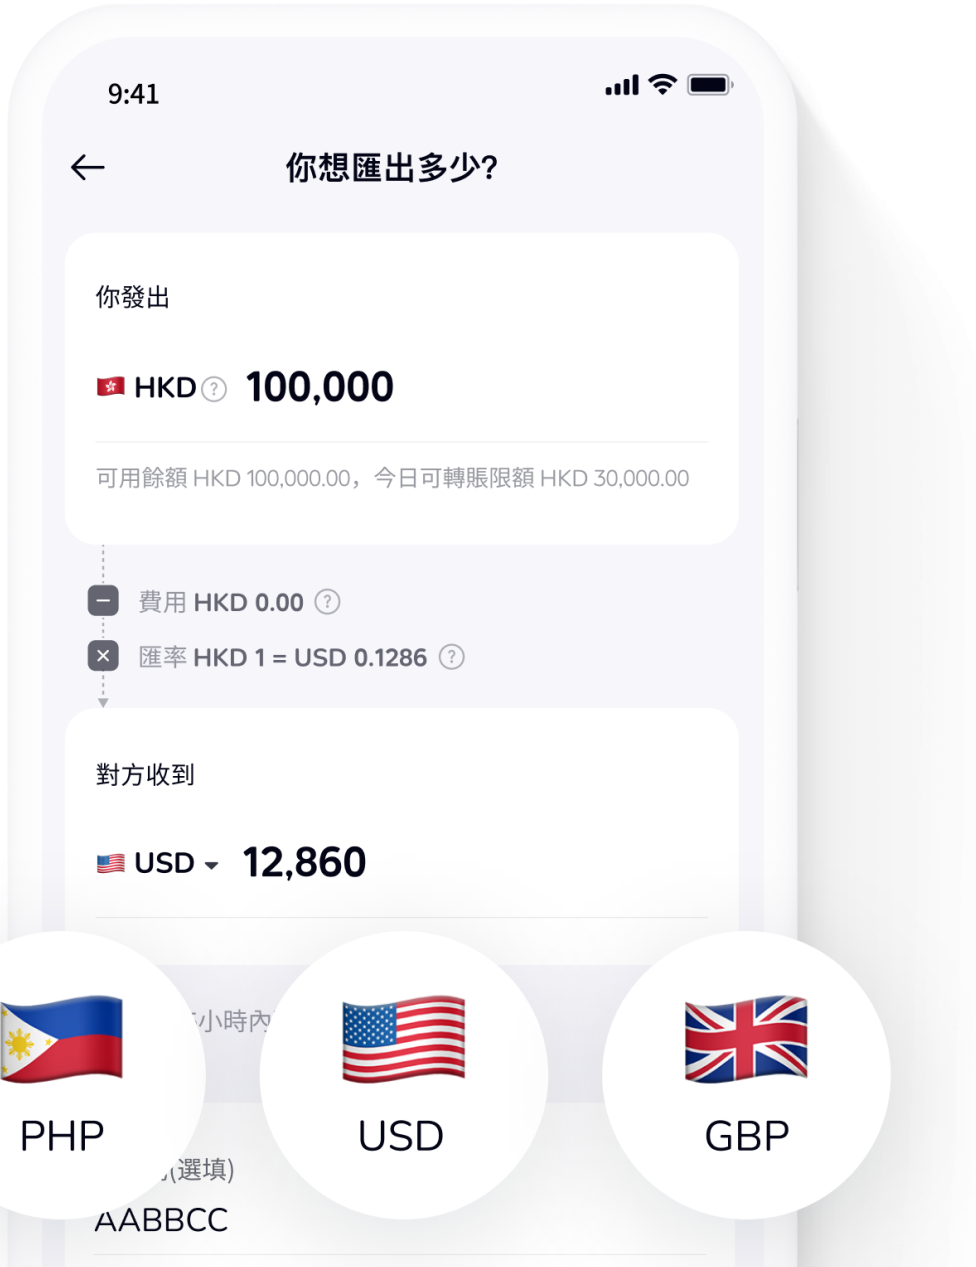 9:41
你想匯出多少?
你發出
HKD ? 100,000
可用餘額 HKD 100,000.00，今日可轉賬限額 HKD 30,000.00
費用 HKD 0.00 ?
匯率 HKD 1 = USD 0.1286 ?
對方收到
USD 12,860
小時內
PHP
USD
GBP
(選填)
AABBCC